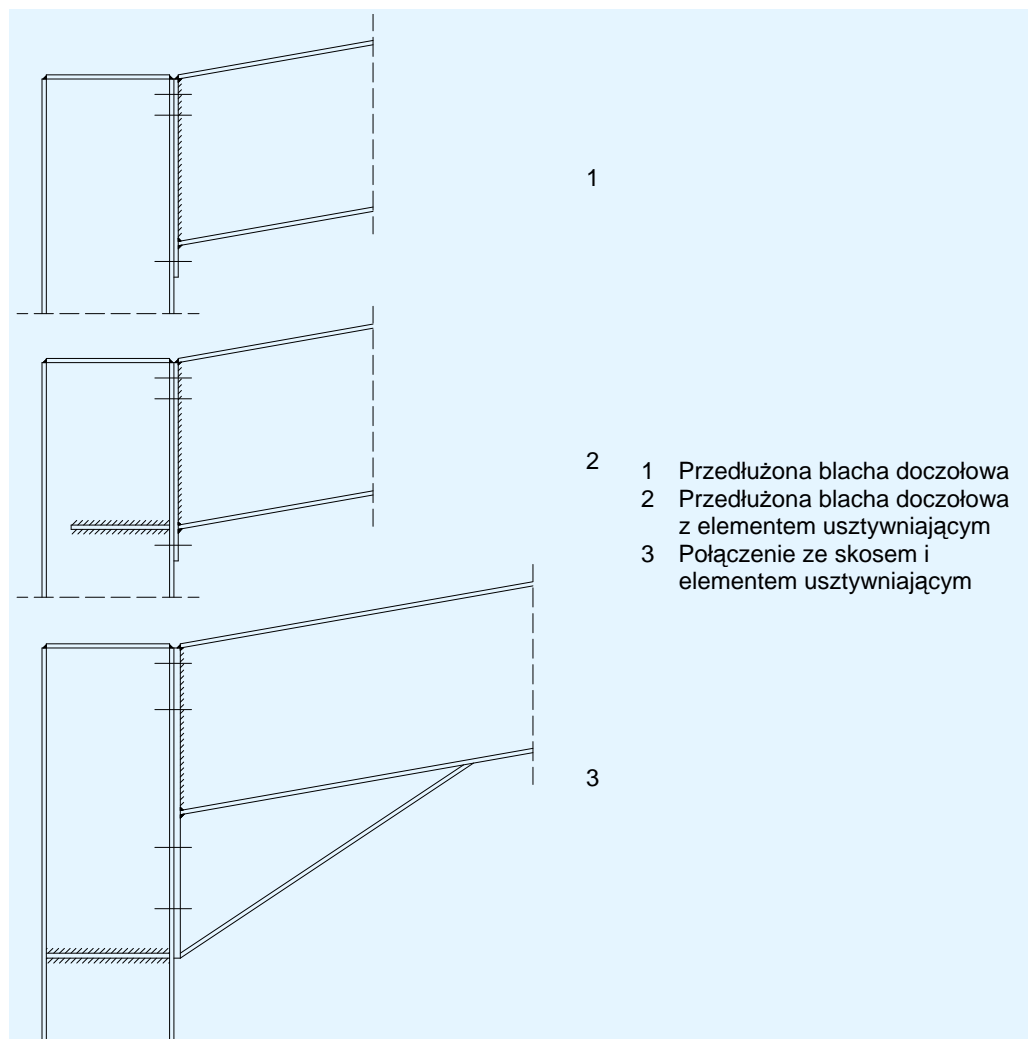 1
2
1 Przedłużona blacha doczołowa
2 Przedłużona blacha doczołowa
z elementem usztywniającym
3 Połączenie ze skosem i
elementem usztywniającym
3